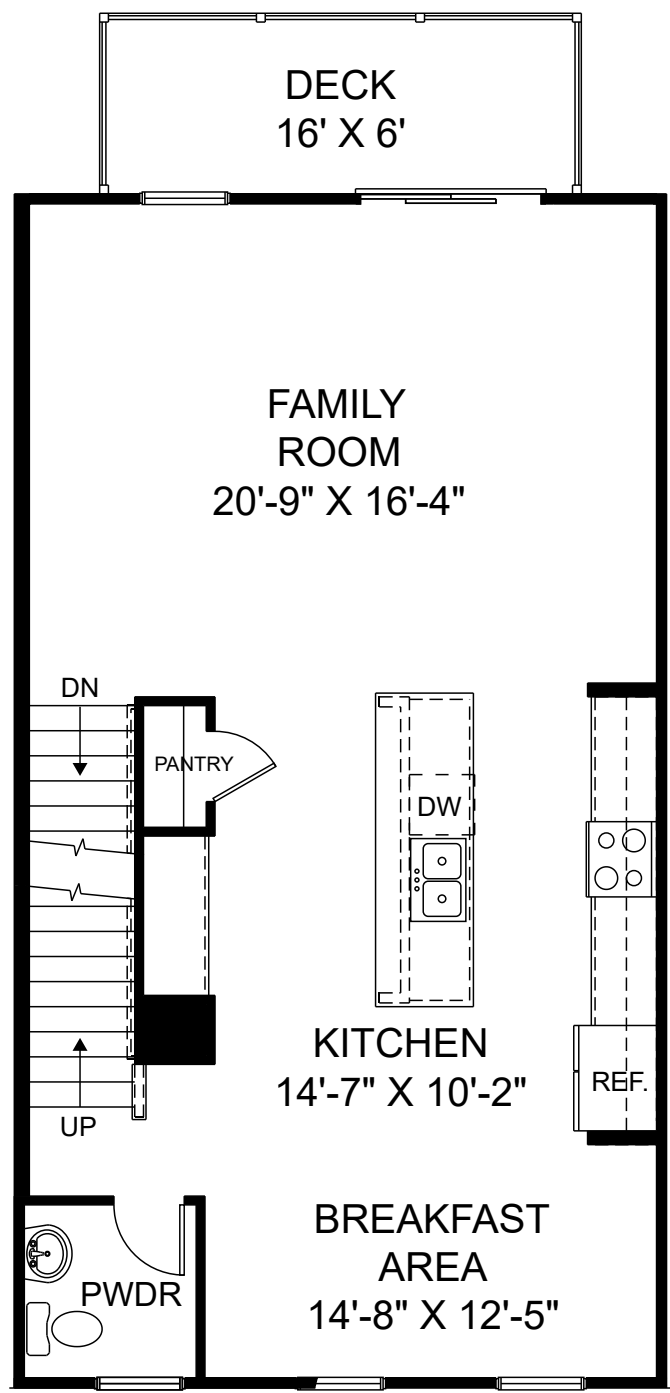 DECK
16' X 6'
FAMILY
ROOM
20'-9" X 16'-4"
DN
PANTRY
DW
KITCHEN
14'-7" X 10'-2"
REF.
UP
BREAKFAST
AREA
14'-8" X 12'-5"
PWDR